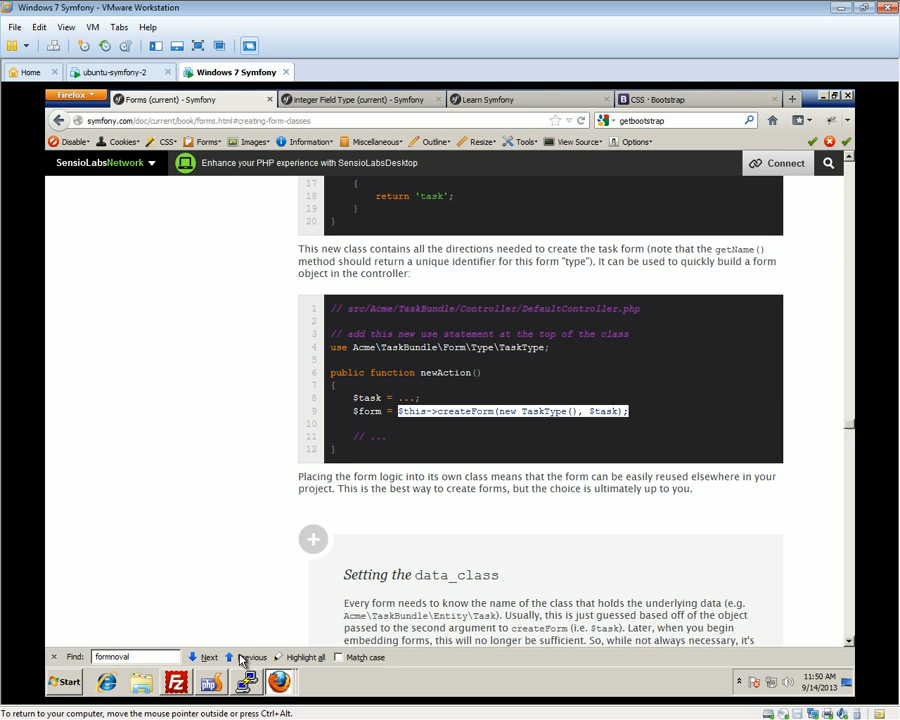 Windows 7 Symfony - VMware Workstation
File Edit View VM Tabs Help
Home ubuntu-symfony-2 Windows 7 Symfony
Firefox Forms (current) - Symfony integer Field Type (current) - Symfony Learn Symfony CSS · Bootstrap
symfony.com/doc/current/book/forms.html#creating-form-classes getbootstrap
Disable Cookies CSS Forms Images Information Miscellaneous Outline Resize Tools View Source Options
SensioLabsNetwork Enhance your PHP experience with SensioLabsDesktop Connect
17 {
18 return 'task';
19 }
20 }
This new class contains all the directions needed to create the task form (note that the getName()
method should return a unique identifier for this form "type"). It can be used to quickly build a form
object in the controller:
1 // src/Acme/TaskBundle/Controller/DefaultController.php
2
3 // add this new use statement at the top of the class
4 use Acme\TaskBundle\Form\Type\TaskType;
5
6 public function newAction()
7 {
8 $task = ...;
9 $form = $this->createForm(new TaskType(), $task);
10
11 // ...
12 }
Placing the form logic into its own class means that the form can be easily reused elsewhere in your
project. This is the best way to create forms, but the choice is ultimately up to you.
Setting the data_class
Every form needs to know the name of the class that holds the underlying data (e.g.
Acme\TaskBundle\Entity\Task). Usually, this is just guessed based off of the object
passed to the second argument to createForm (i.e. $task). Later, when you begin
embedding forms, this will no longer be sufficient. So, while not always necessary, it's
Find: formnoval Next Previous Highlight all Match case
Start php 11:50 AM
9/14/2013
To return to your computer, move the mouse pointer outside or press Ctrl+Alt.